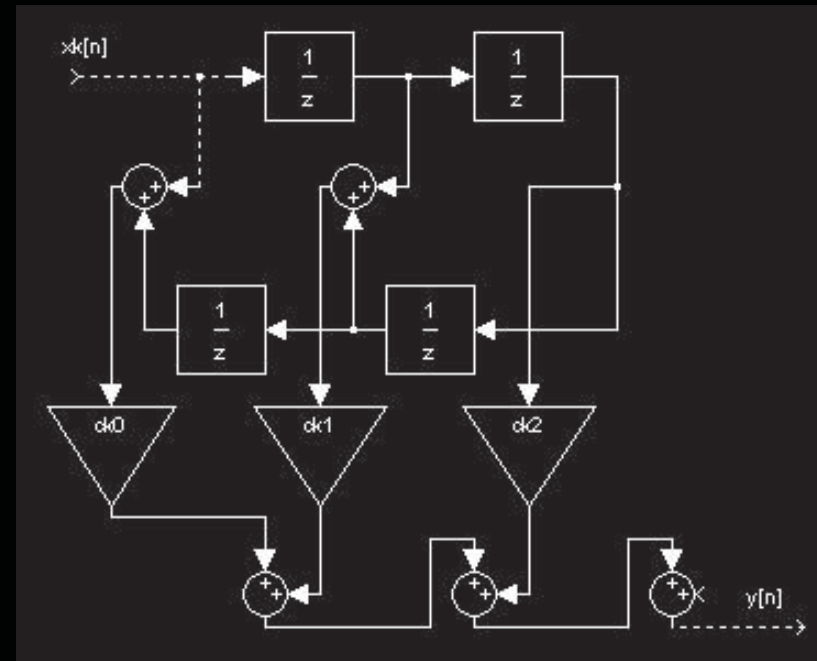 xk[n]
1
z
1
z
+
+
+
+
1
z
1
z
ck0
ck1
ck2
+
+
+
+
+
+
y[n]